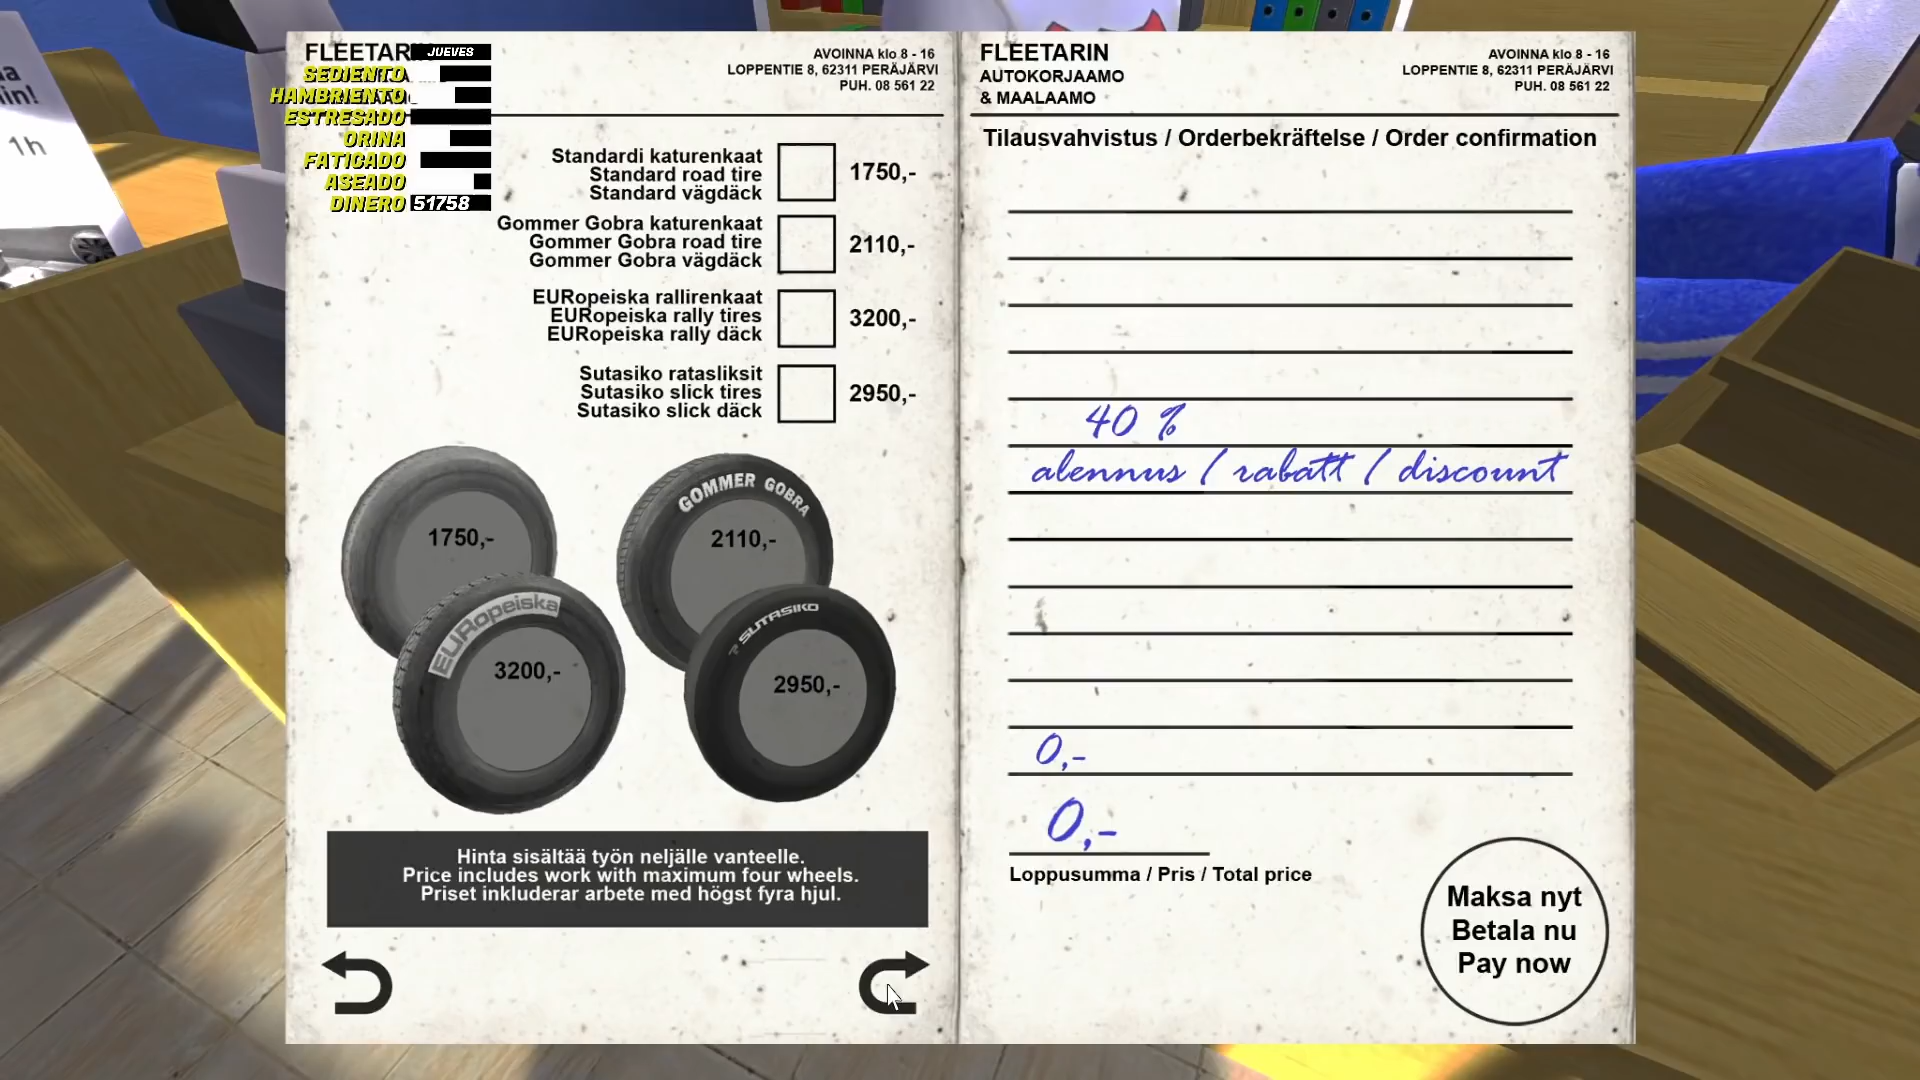 FLEETARI
JUEVES
AVOINNA klo 8 - 16
LOPPENTIE 8, 62311 PERÄJÄRVI
PUH. 08 561 22
SEDIENTO
HAMBRIENTO
ESTRESADO
ORINA
FATIGADO
ASEADO
DINERO 51758
1h
Standardi katurenkaat
Standard road tire
Standard vägdäck
1750,-
Gommer Gobra katurenkaat
Gommer Gobra road tire
Gommer Gobra vägdäck
2110,-
EURopeiska rallirenkaat
EURopeiska rally tires
EURopeiska rally däck
3200,-
Sutasiko ratasliksit
Sutasiko slick tires
Sutasiko slick däck
2950,-
1750,-
GOMMER GOBRA
2110,-
EURopeiska
3200,-
SUTASIKO
2950,-
Hinta sisältää työn neljälle vanteelle.
Price includes work with maximum four wheels.
Priset inkluderar arbete med högst fyra hjul.
FLEETARIN
AUTOKORJAAMO
& MAALAAMO
AVOINNA klo 8 - 16
LOPPENTIE 8, 62311 PERÄJÄRVI
PUH. 08 561 22
Tilausvahvistus / Orderbekräftelse / Order confirmation
40 %
alennus / rabatt / discount
0,-
0,-
Loppusumma / Pris / Total price
Maksa nyt
Betala nu
Pay now